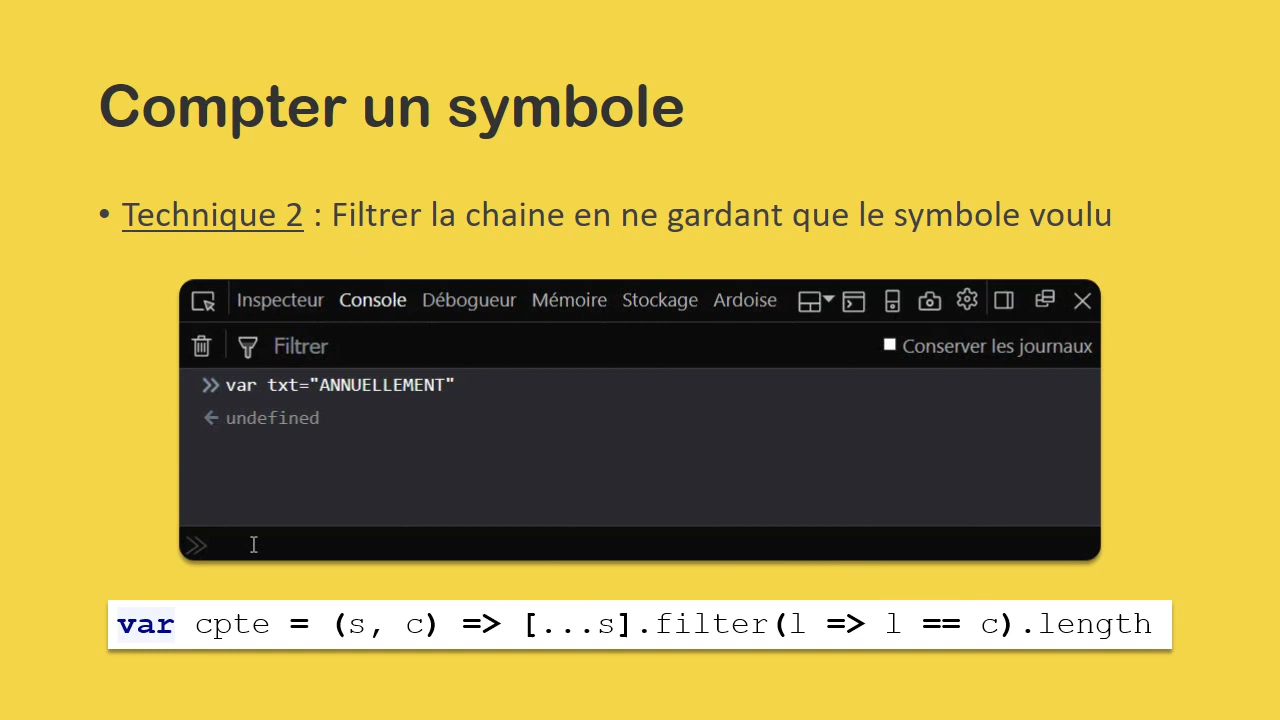 Compter un symbole
• Technique 2 : Filtrer la chaine en ne gardant que le symbole voulu
Inspecteur Console Débogueur Mémoire Stockage Ardoise
Filtrer Conserver les journaux
var txt="ANNUELLEMENT"
undefined
var cpte = (s, c) => [...s].filter(l => l == c).length